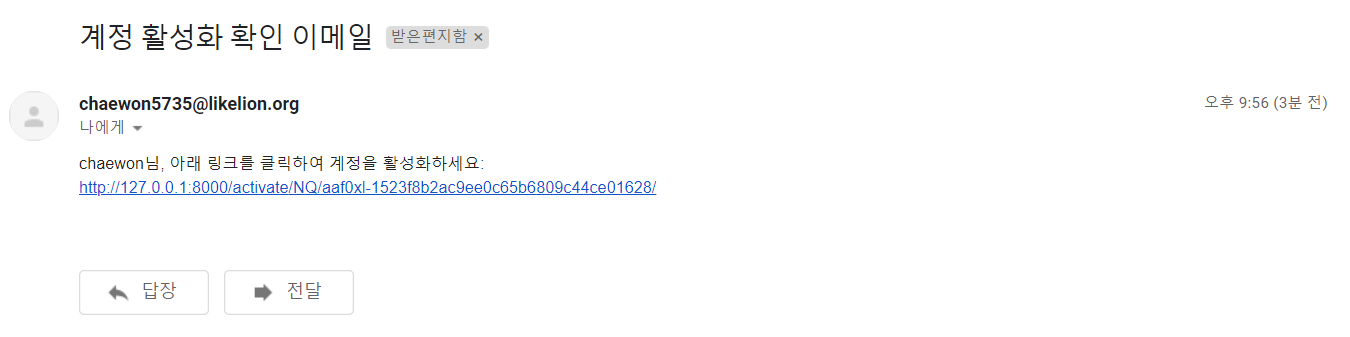 계정 활성화 확인 이메일 받은편지함 ×
chaewon5735@likelion.org 오후 9:56 (3분 전)
나에게
chaewon님, 아래 링크를 클릭하여 계정을 활성화하세요:
http://127.0.0.1:8000/activate/NQ/aaf0xl-1523f8b2ac9ee0c65b6809c44ce01628/
답장 전달